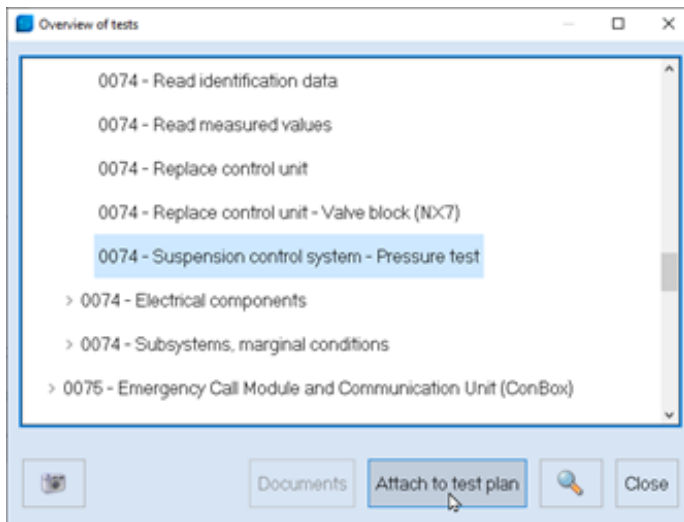 Overview of tests
0074 - Read identification data
0074 - Read measured values
0074 - Replace control unit
0074 - Replace control unit - Valve block (NX7)
0074 - Suspension control system - Pressure test
> 0074 - Electrical components
> 0074 - Subsystems, marginal conditions
> 0075 - Emergency Call Module and Communication Unit (ConBox)
Documents Attach to test plan Close